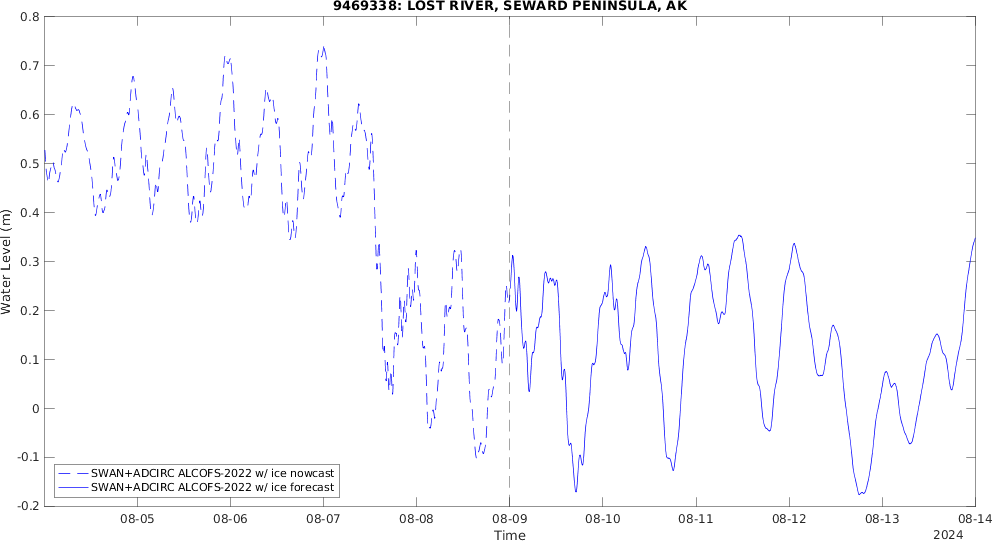 9469338: LOST RIVER, SEWARD PENINSULA, AK
0.8
0.7
0.6
0.5
0.4
0.3
0.2
0.1
0
-0.1
-0.2
Water Level (m)
SWAN+ADCIRC ALCOFS-2022 w/ ice nowcast
SWAN+ADCIRC ALCOFS-2022 w/ ice forecast
08-05 08-06 08-07 08-08 08-09 08-10 08-11 08-12 08-13 08-14
Time
2024